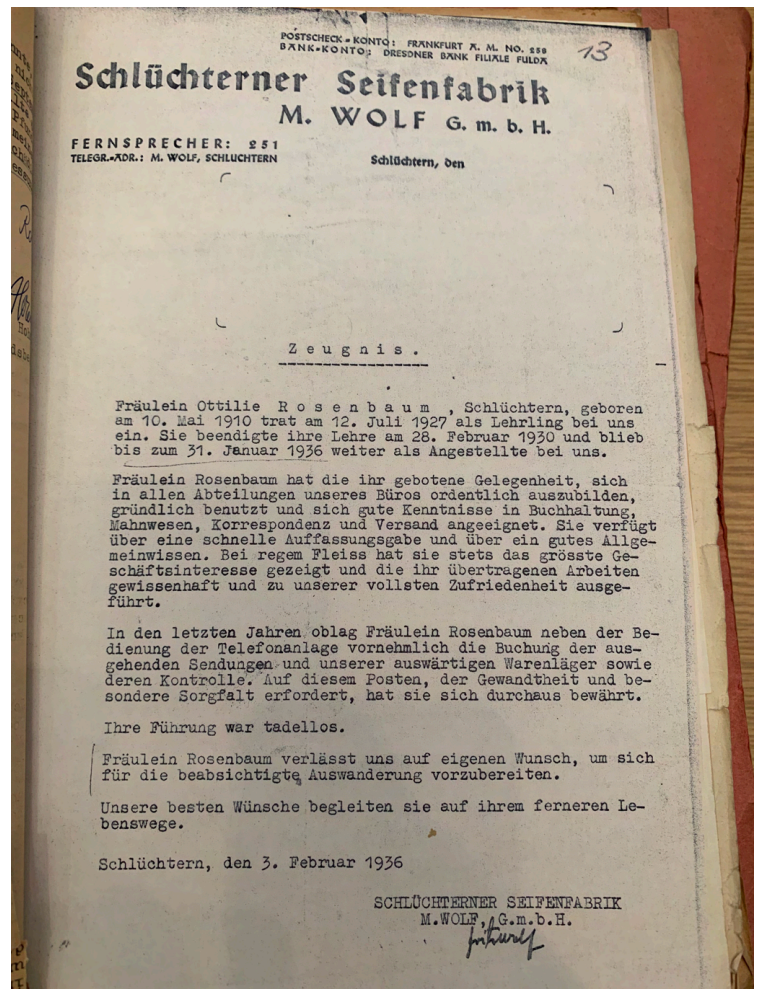 POSTSCHECK-KONTO: FRANKFURT A. M. NO. 259
BANK-KONTO: DRESDNER BANK FILIALE FULDA
13
Schlüchterner Seifenfabrik
M. WOLF G. m. b. H.
FERNSPRECHER: 251
TELEGR.-ADR.: M. WOLF, SCHLÜCHTERN
Schlüchtern, den
Zeugnis.
Fräulein Ottilie Rosenbaum, Schlüchtern, geboren
am 10. Mai 1910 trat am 12. Juli 1927 als Lehrling bei uns
ein. Sie beendigte ihre Lehre am 28. Februar 1930 und blieb
bis zum 31. Januar 1936 weiter als Angestellte bei uns.
Fräulein Rosenbaum hat die ihr gebotene Gelegenheit, sich
in allen Abteilungen unseres Büros ordentlich auszubilden,
gründlich benutzt und sich gute Kenntnisse in Buchhaltung,
Mahnwesen, Korrespondenz und Versand angeeignet. Sie verfügt
über eine schnelle Auffassungsgabe und über ein gutes Allge-
meinwissen. Bei regem Fleiss hat sie stets das grösste Ge-
schäftsinteresse gezeigt und die ihr übertragenen Arbeiten
gewissenhaft und zu unserer vollsten Zufriedenheit ausge-
führt.
In den letzten Jahren oblag Fräulein Rosenbaum neben der Be-
dienung der Telefonanlage vornehmlich die Buchung der aus-
gehenden Sendungen und unserer auswärtigen Warenläger sowie
deren Kontrolle. Auf diesem Posten, der Gewandtheit und be-
sondere Sorgfalt erfordert, hat sie sich durchaus bewährt.
Ihre Führung war tadellos.
Fräulein Rosenbaum verlässt uns auf eigenen Wunsch, um sich
für die beabsichtigte Auswanderung vorzubereiten.
Unsere besten Wünsche begleiten sie auf ihrem ferneren Le-
benswege.
Schlüchtern, den 3. Februar 1936
SCHLÜCHTERNER SEIFENFABRIK
M.WOLF, G.m.b.H.